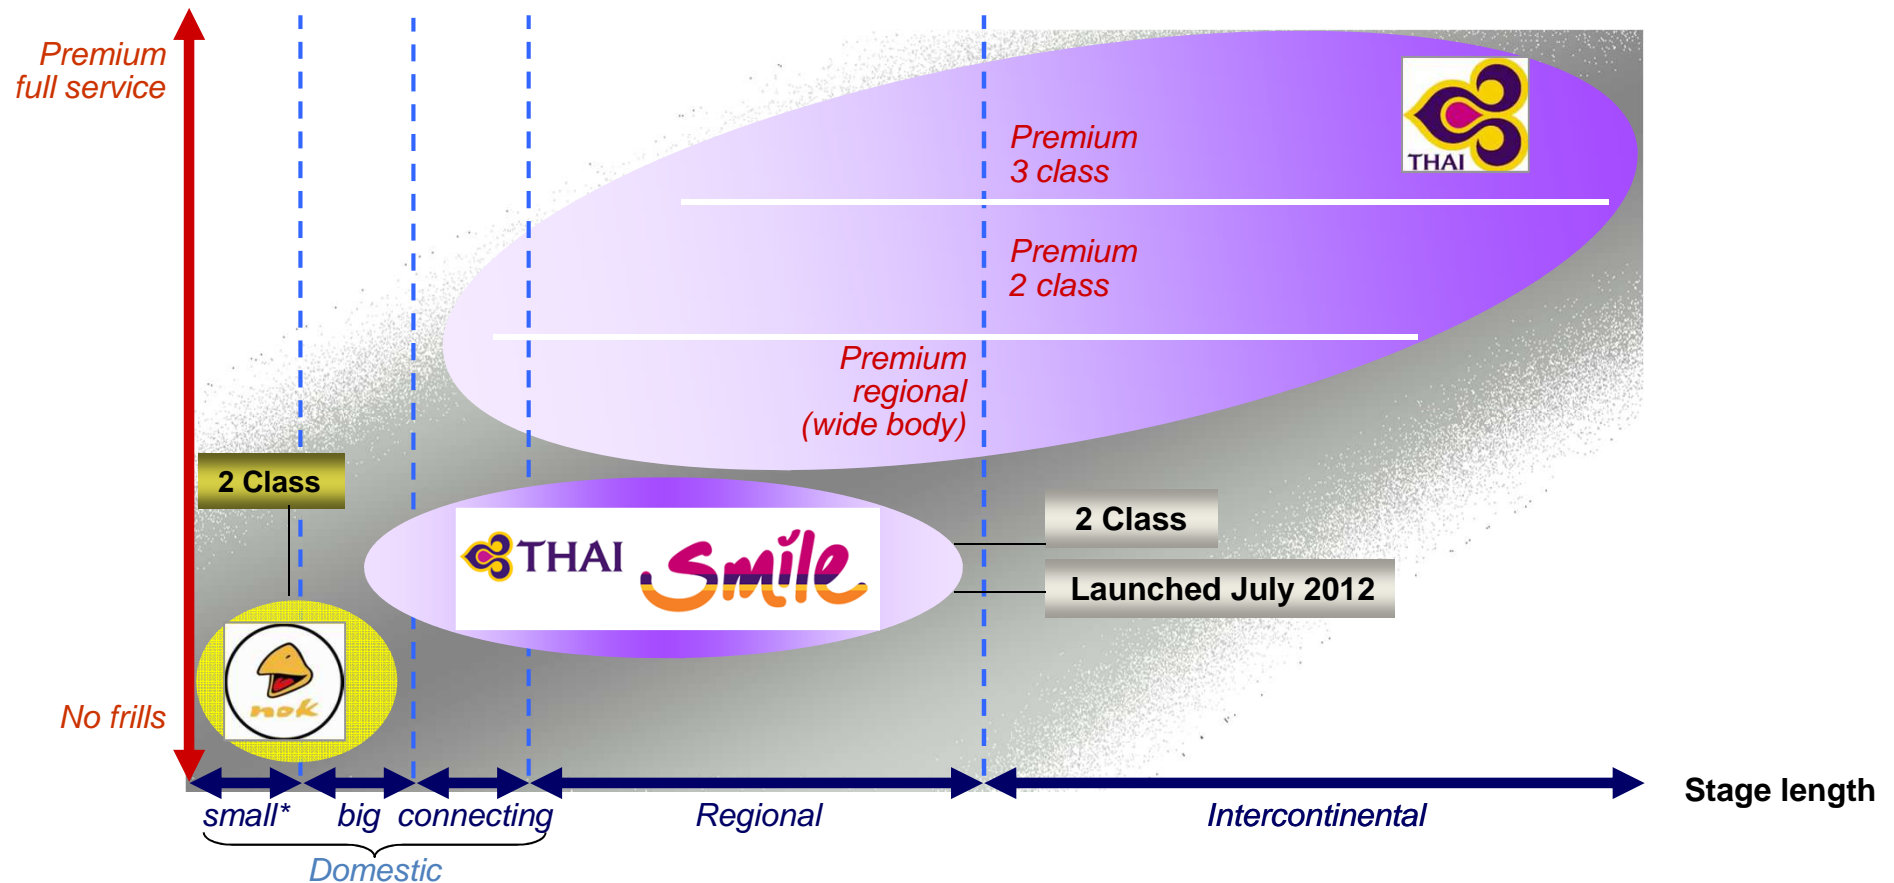 Premium
full service
THAI
Premium
3 class
Premium
2 class
Premium
regional
(wide body)
2 Class
THAI Smile
2 Class
Launched July 2012
nok
No frills
Stage length
small* big connecting Regional Intercontinental
Domestic